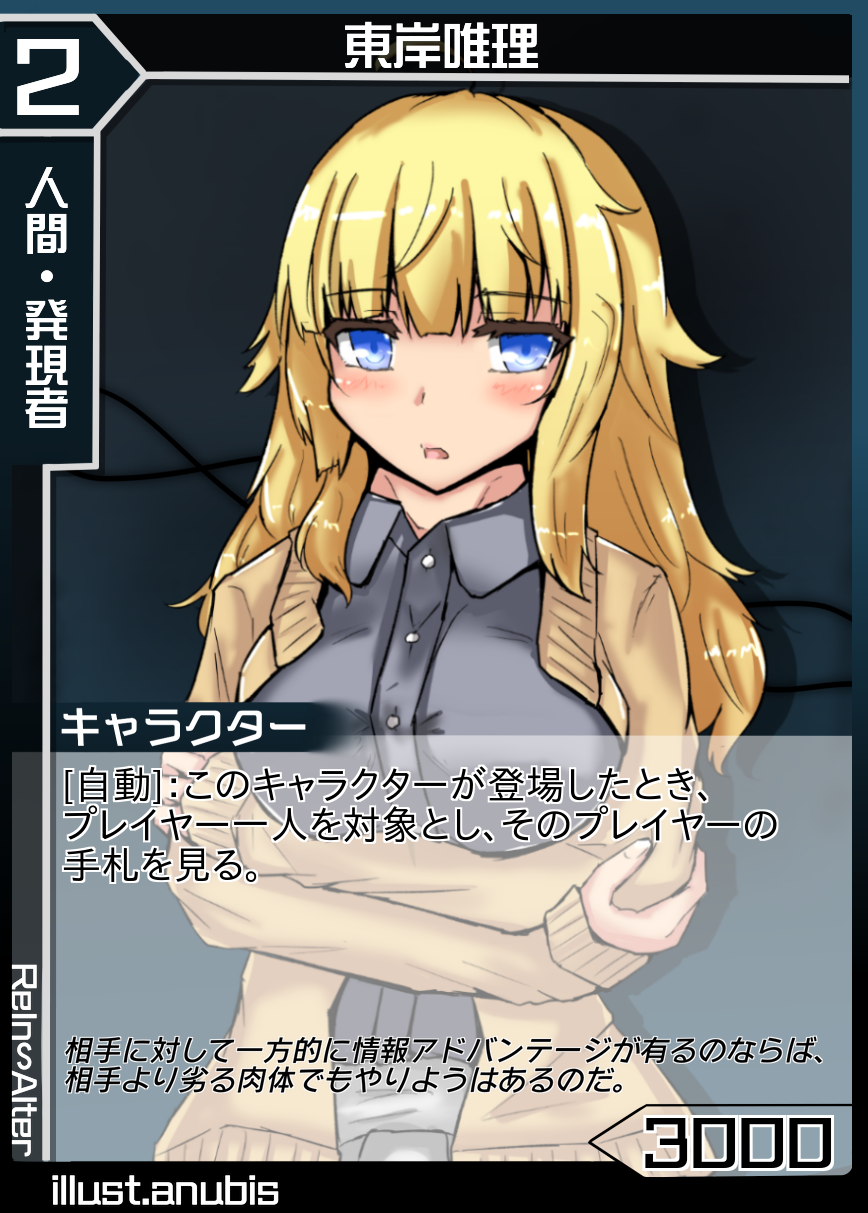 2
東岸唯理
人間・発現者
キャラクター
[自動]:このキャラクターが登場したとき、
プレイヤー一人を対象とし、そのプレイヤーの
手札を見る。
相手に対して一方的に情報アドバンテージが有るのならば、
相手より劣る肉体でもやりようはあるのだ。
3000
ReIn∽Alter
illust.anubis